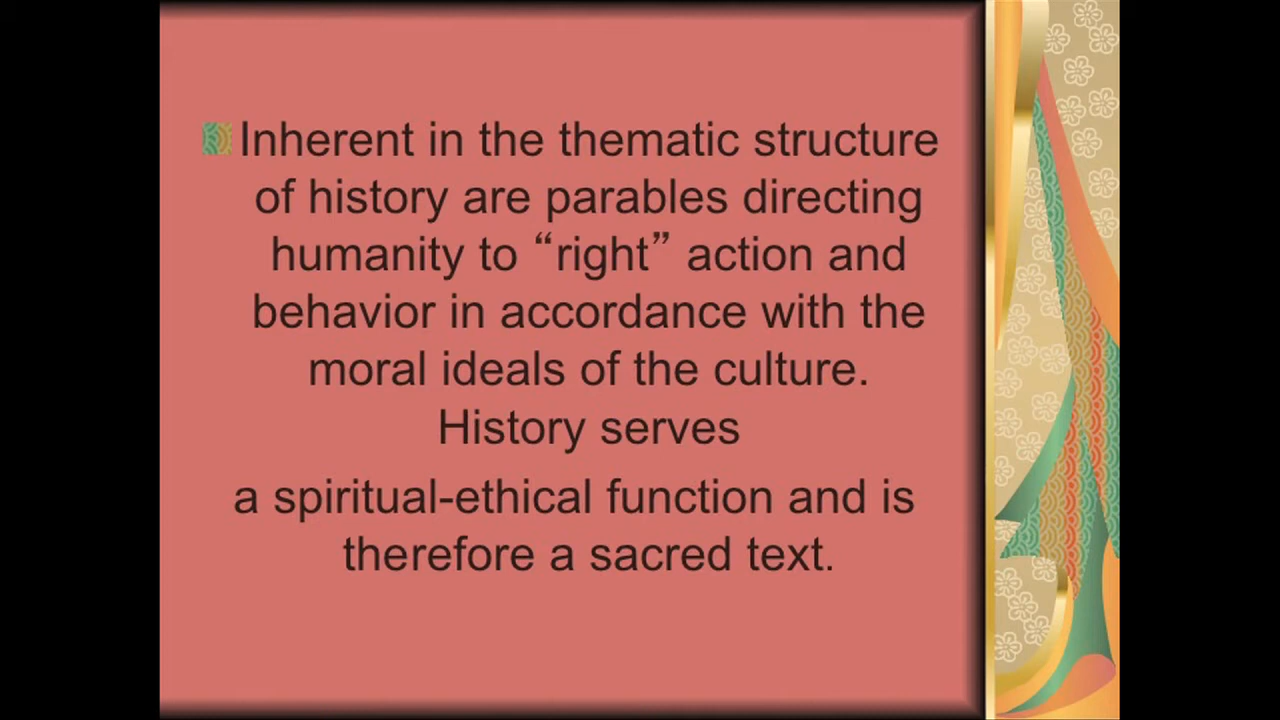 Inherent in the thematic structure
of history are parables directing
humanity to “right” action and
behavior in accordance with the
moral ideals of the culture.
History serves
a spiritual-ethical function and is
therefore a sacred text.